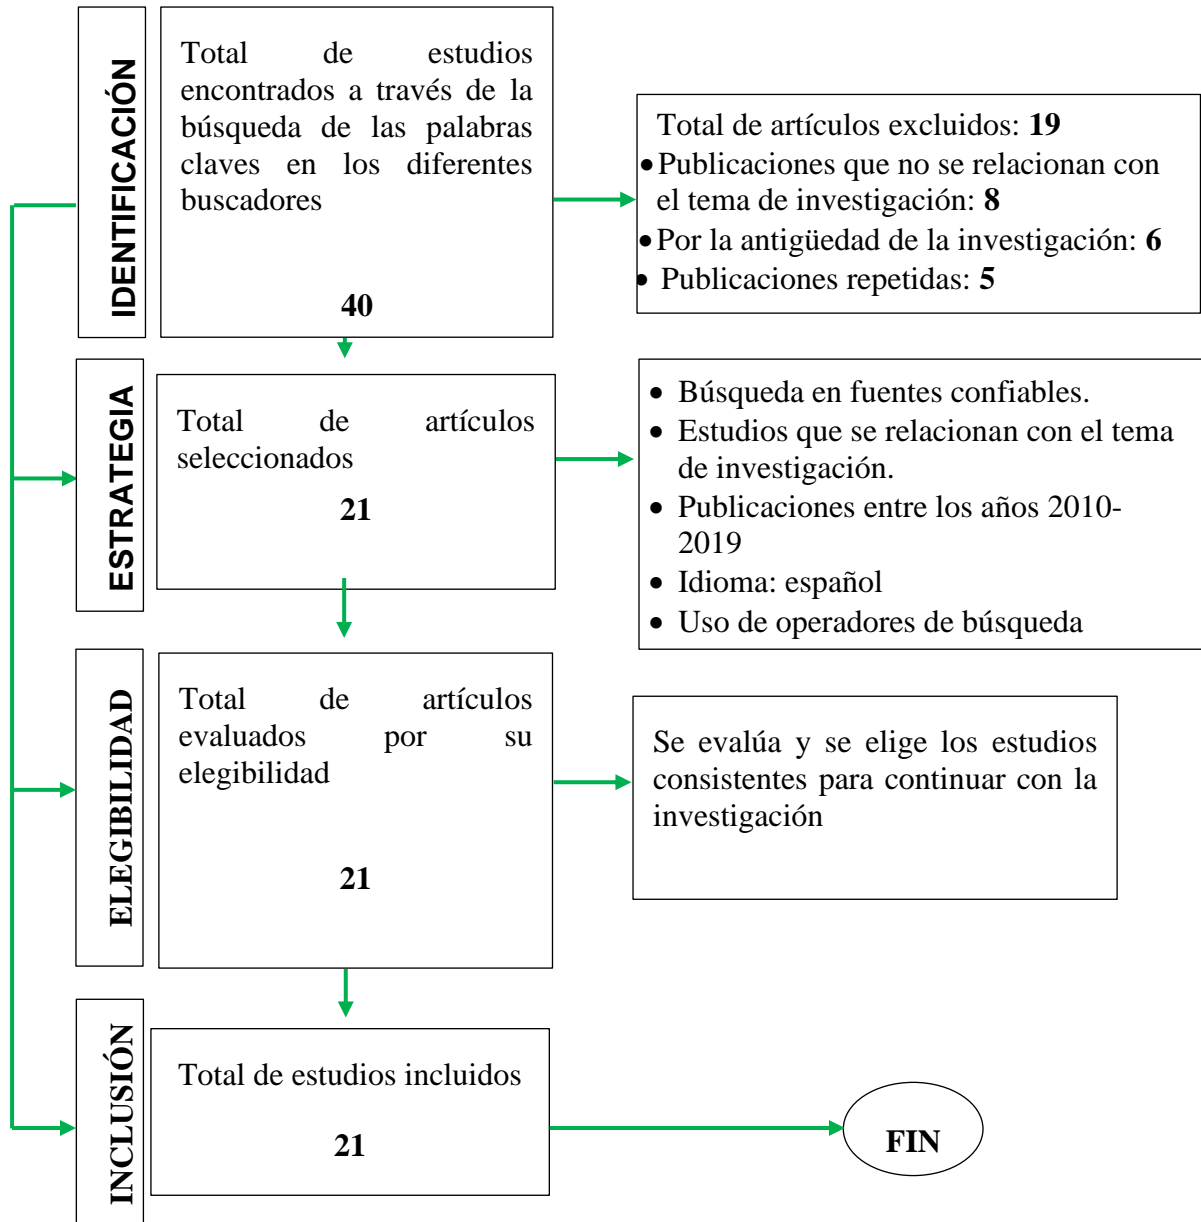 IDENTIFICACIÓN
Total de estudios
encontrados a través de la
búsqueda de las palabras
claves en los diferentes
buscadores
40
Total de artículos excluidos: 19
•Publicaciones que no se relacionan con
el tema de investigación: 8
•Por la antigüedad de la investigación: 6
• Publicaciones repetidas: 5
ESTRATEGIA
Total de artículos
seleccionados
21
• Búsqueda en fuentes confiables.
• Estudios que se relacionan con el tema
de investigación.
• Publicaciones entre los años 2010-
2019
• Idioma: español
• Uso de operadores de búsqueda
ELEGIBILIDAD
Total de artículos
evaluados por su
elegibilidad
21
Se evalúa y se elige los estudios
consistentes para continuar con la
investigación
INCLUSIÓN
Total de estudios incluidos
21
FIN